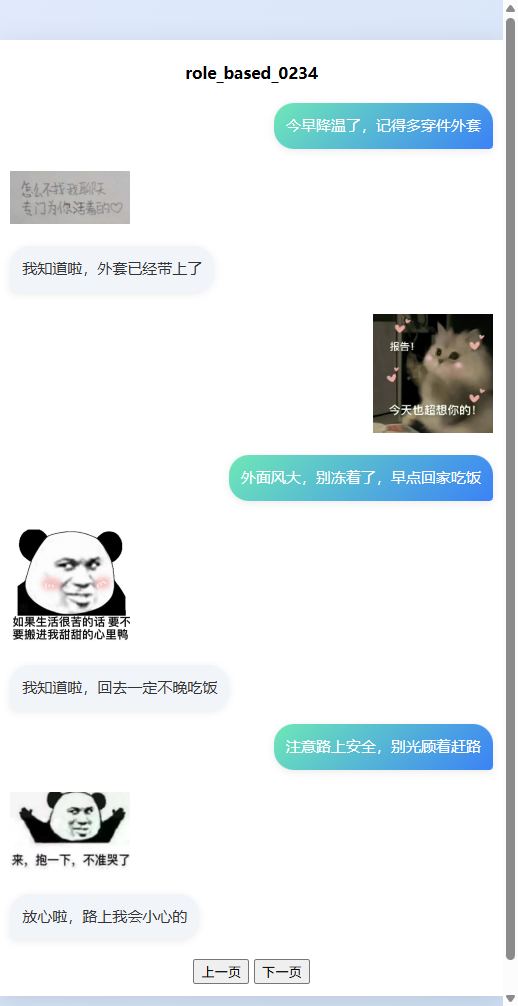 role_based_0234
今早降温了，记得多穿件外套
怎么不找我聊天
专门为你活着的♡
我知道啦，外套已经带上了
报告！
今天也超想你的！
外面风大，别冻着了，早点回家吃饭
如果生活很苦的话 要不
要搬进我甜甜的心里鸭
我知道啦，回去一定不晚吃饭
注意路上安全，别光顾着赶路
来，抱一下，不准哭了
放心啦，路上我会小心的
上一页 下一页